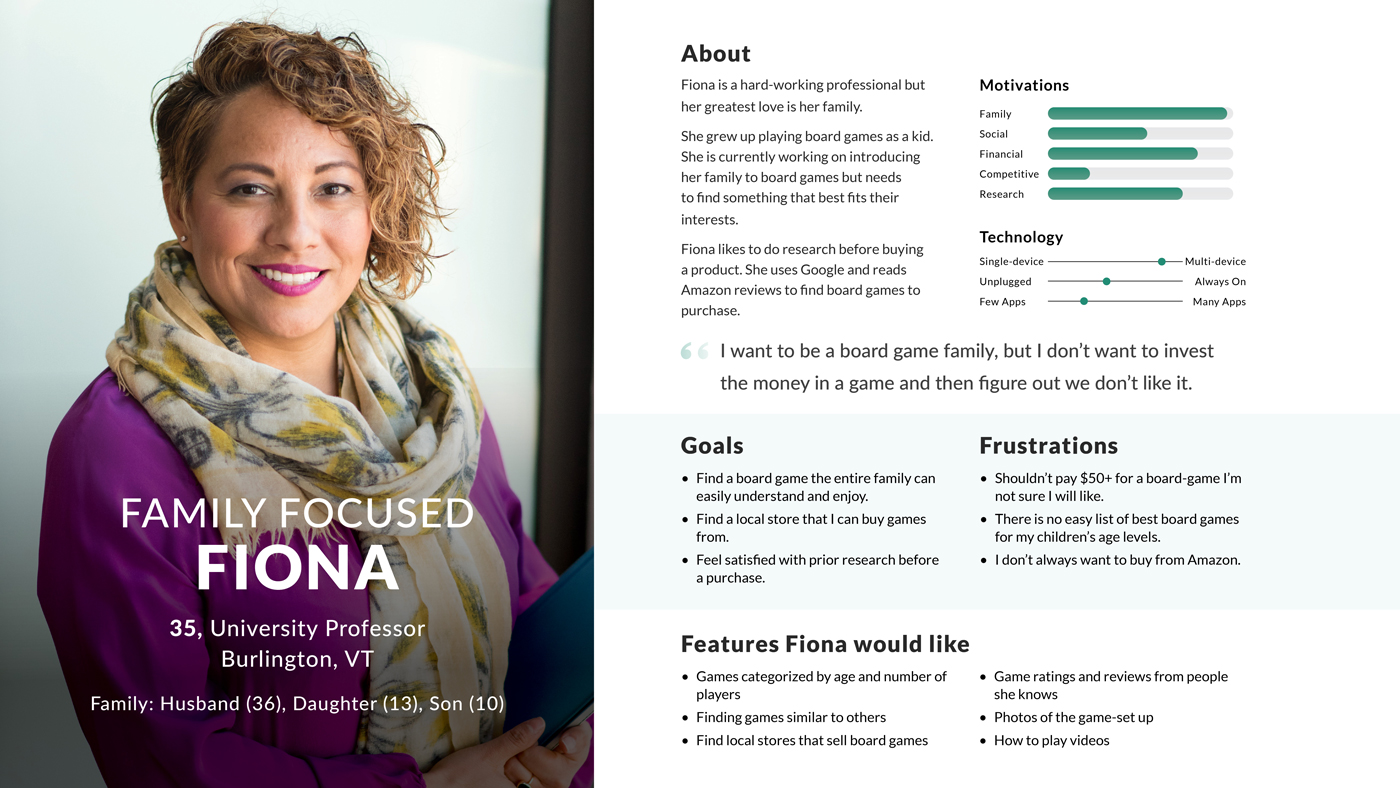 FAMILY FOCUSED
FIONA
35, University Professor
Burlington, VT
Family: Husband (36), Daughter (13), Son (10)
About
Fiona is a hard-working professional but
her greatest love is her family.
She grew up playing board games as a kid.
She is currently working on introducing
her family to board games but needs
to find something that best fits their
interests.
Fiona likes to do research before buying
a product. She uses Google and reads
Amazon reviews to find board games to
purchase.
Motivations
Family
Social
Financial
Competitive
Research
Technology
Single-device Multi-device
Unplugged Always On
Few Apps Many Apps
“ I want to be a board game family, but I don’t want to invest
the money in a game and then figure out we don’t like it.
Goals
• Find a board game the entire family can
easily understand and enjoy.
• Find a local store that I can buy games
from.
• Feel satisfied with prior research before
a purchase.
Frustrations
• Shouldn’t pay $50+ for a board-game I’m
not sure I will like.
• There is no easy list of best board games
for my children’s age levels.
• I don’t always want to buy from Amazon.
Features Fiona would like
• Games categorized by age and number of
players
• Finding games similar to others
• Find local stores that sell board games
• Game ratings and reviews from people
she knows
• Photos of the game-set up
• How to play videos